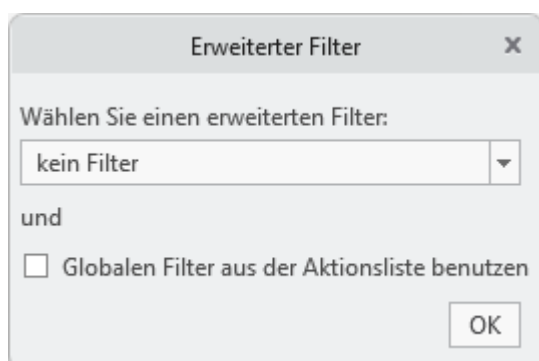 Erweiterter Filter
Wählen Sie einen erweiterten Filter:
kein Filter
und
Globalen Filter aus der Aktionsliste benutzen
OK